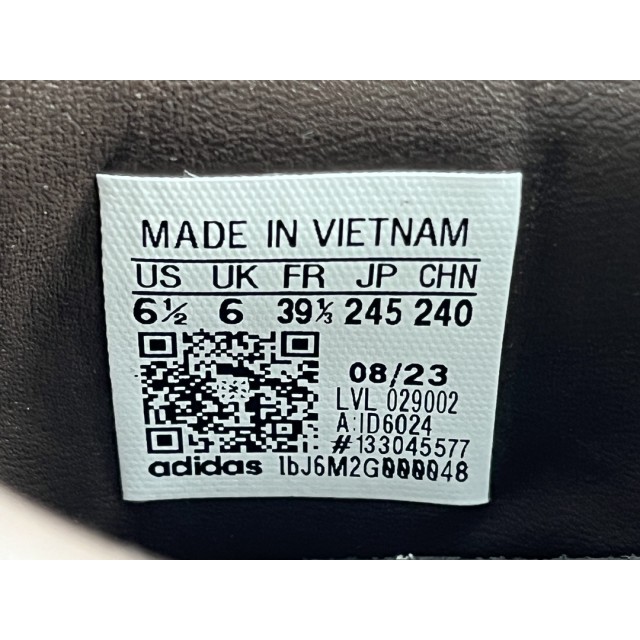 MADE IN VIETNAM
US UK FR JP CHN
6½ 6 39⅓ 245 240
08/23
LVL 029002
A:ID6024
#133045577
adidas 1bJ6M2G000048